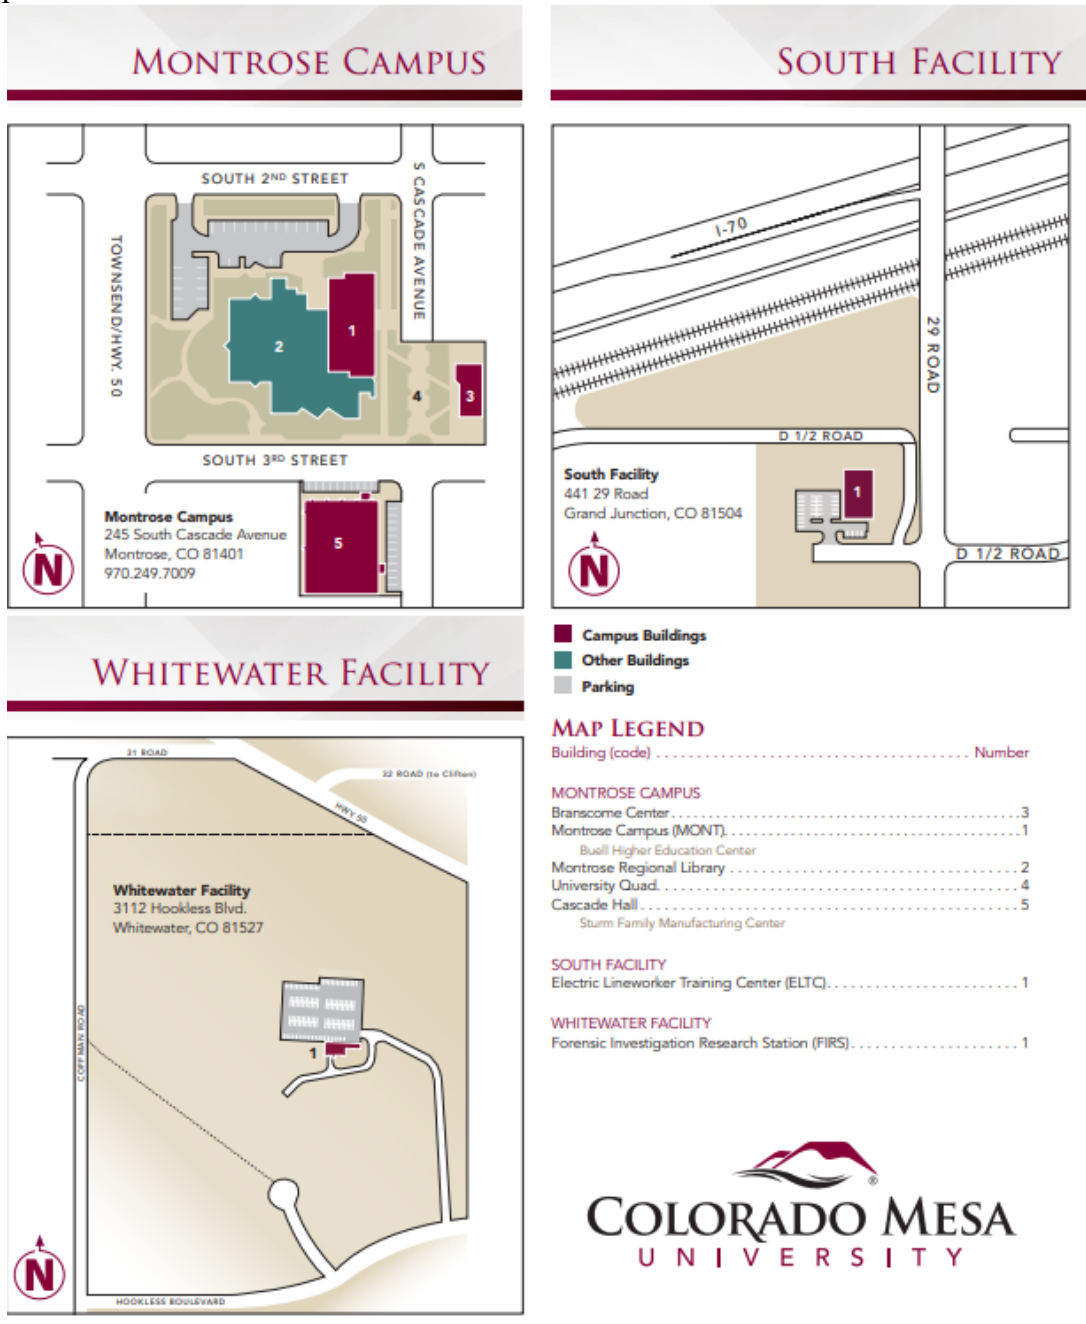 MONTROSE CAMPUS
SOUTH 2ND STREET
S CASCADE AVENUE
TOWNSEND/HWY. 50
1
2
3
4
SOUTH 3RD STREET
5
Montrose Campus
245 South Cascade Avenue
Montrose, CO 81401
970.249.7009
N
SOUTH FACILITY
I-70
29 ROAD
D 1/2 ROAD
South Facility
441 29 Road
Grand Junction, CO 81504
1
D 1/2 ROAD
N
WHITEWATER FACILITY
31 ROAD
32 ROAD (to Clifton)
HWY 50
Whitewater Facility
3112 Hookless Blvd.
Whitewater, CO 81527
COFFMAN ROAD
1
N
HOOKLESS BOULEVARD
Campus Buildings
Other Buildings
Parking
MAP LEGEND
Building (code) . . . . . . . . . . . . . . . . . . . . Number
MONTROSE CAMPUS
Branscome Center . . . . . . . . . . . . . . . . . . . . 3
Montrose Campus (MONT). . . . . . . . . . . . . . . . . . . . 1
Buell Higher Education Center
Montrose Regional Library . . . . . . . . . . . . . . . . . . . . 2
University Quad. . . . . . . . . . . . . . . . . . . . 4
Cascade Hall . . . . . . . . . . . . . . . . . . . . 5
Sturm Family Manufacturing Center
SOUTH FACILITY
Electric Lineworker Training Center (ELTC). . . . . . . . . . . . . . . . . . . . 1
WHITEWATER FACILITY
Forensic Investigation Research Station (FIRS) . . . . . . . . . . . . . . . . . . . . 1
®
COLORADO MESA
UNIVERSITY